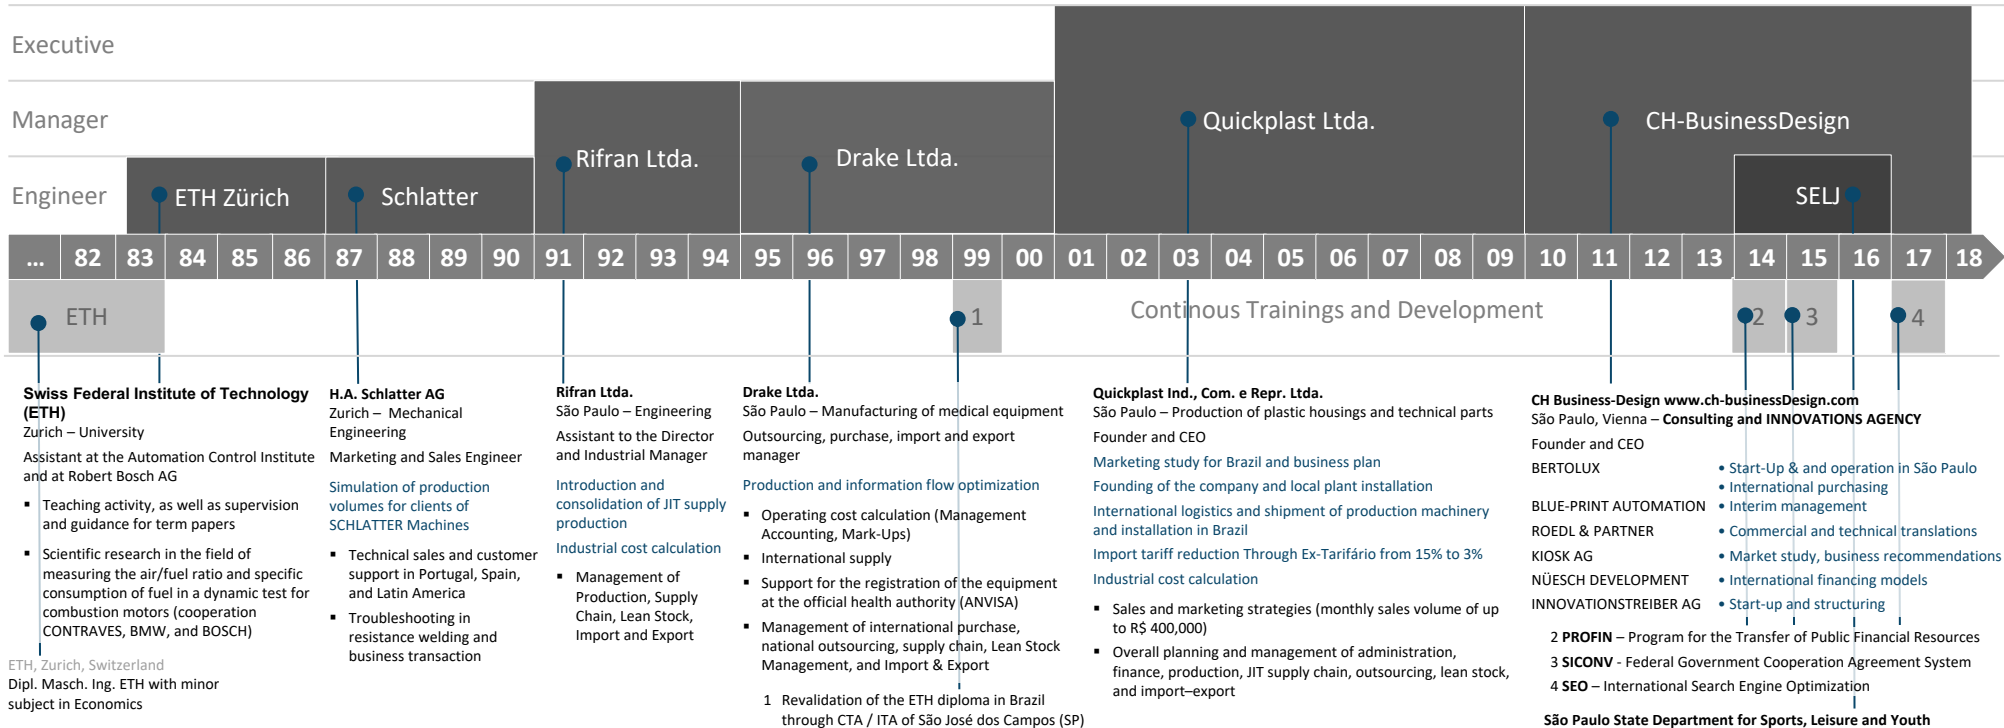 Executive
Manager
Engineer
ETH Zürich
Schlatter
Rifran Ltda.
Drake Ltda.
Quickplast Ltda.
CH-BusinessDesign
SELJ
... 82 83 84 85 86 87 88 89 90 91 92 93 94 95 96 97 98 99 00 01 02 03 04 05 06 07 08 09 10 11 12 13 14 15 16 17 18
ETH
1
Continous Trainings and Development
2
3
4
Swiss Federal Institute of Technology
(ETH)
Zurich – University
Assistant at the Automation Control Institute
and at Robert Bosch AG
▪ Teaching activity, as well as supervision
and guidance for term papers
▪ Scientific research in the field of
measuring the air/fuel ratio and specific
consumption of fuel in a dynamic test for
combustion motors (cooperation
CONTRAVES, BMW, and BOSCH)
ETH, Zurich, Switzerland
Dipl. Masch. Ing. ETH with minor
subject in Economics
H.A. Schlatter AG
Zurich – Mechanical
Engineering
Marketing and Sales Engineer
Simulation of production
volumes for clients of
SCHLATTER Machines
▪ Technical sales and customer
support in Portugal, Spain,
and Latin America
▪ Troubleshooting in
resistance welding and
business transaction
Rifran Ltda.
São Paulo – Engineering
Assistant to the Director
and Industrial Manager
Introduction and
consolidation of JIT supply
production
Industrial cost calculation
▪ Management of
Production, Supply
Chain, Lean Stock,
Import and Export
Drake Ltda.
São Paulo – Manufacturing of medical equipment
Outsourcing, purchase, import and export
manager
Production and information flow optimization
▪ Operating cost calculation (Management
Accounting, Mark-Ups)
▪ International supply
▪ Support for the registration of the equipment
at the official health authority (ANVISA)
▪ Management of international purchase,
national outsourcing, supply chain, Lean Stock
Management, and Import & Export
1 Revalidation of the ETH diploma in Brazil
through CTA / ITA of São José dos Campos (SP)
Quickplast Ind., Com. e Repr. Ltda.
São Paulo – Production of plastic housings and technical parts
Founder and CEO
Marketing study for Brazil and business plan
Founding of the company and local plant installation
International logistics and shipment of production machinery
and installation in Brazil
Import tariff reduction Through Ex-Tarifário from 15% to 3%
Industrial cost calculation
▪ Sales and marketing strategies (monthly sales volume of up
to R$ 400,000)
▪ Overall planning and management of administration,
finance, production, JIT supply chain, outsourcing, lean stock,
and import–export
CH Business-Design www.ch-businessDesign.com
São Paulo, Vienna – Consulting and INNOVATIONS AGENCY
Founder and CEO
BERTOLUX • Start-Up & and operation in São Paulo
• International purchasing
BLUE-PRINT AUTOMATION • Interim management
ROEDL & PARTNER • Commercial and technical translations
KIOSK AG • Market study, business recommendations
NÜESCH DEVELOPMENT • International financing models
INNOVATIONSTREIBER AG • Start-up and structuring
2 PROFIN – Program for the Transfer of Public Financial Resources
3 SICONV - Federal Government Cooperation Agreement System
4 SEO – International Search Engine Optimization
São Paulo State Department for Sports, Leisure and Youth